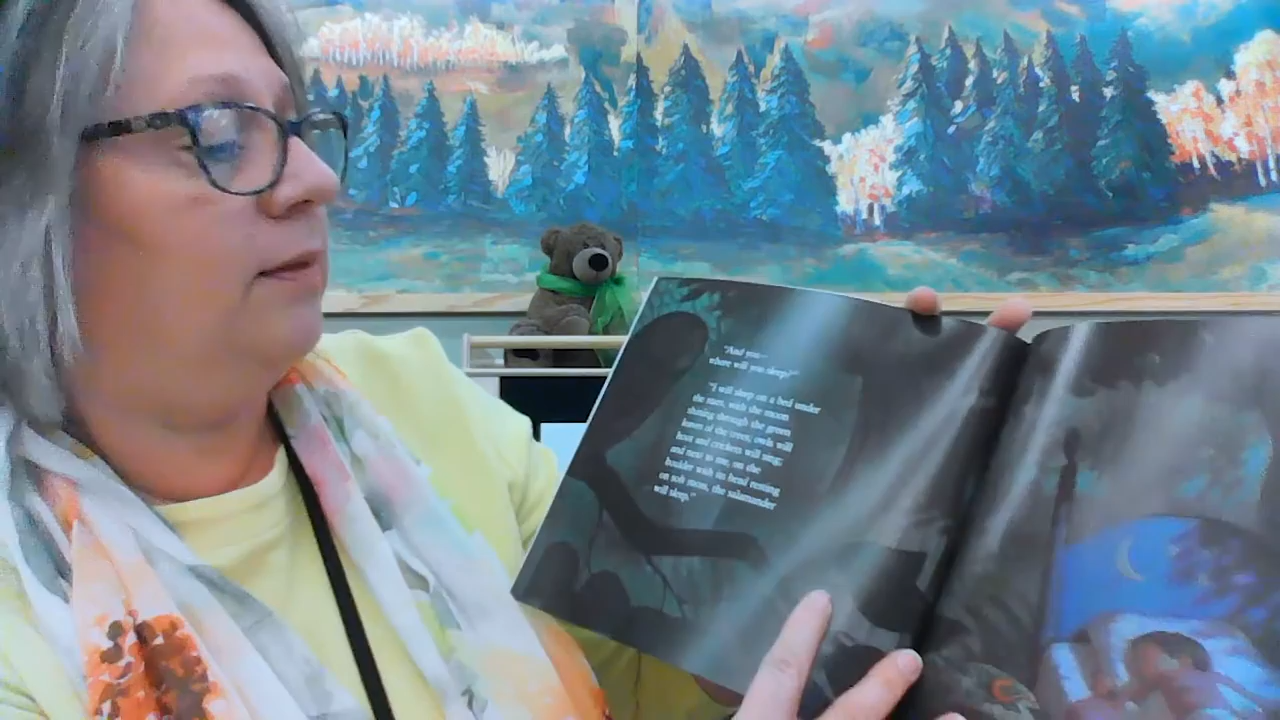 "And you—
where will you sleep?"
"I will sleep on a bed under
the stars, with the moon
shining through the green
leaves of the trees; owls will
hoot and crickets will sing;
and next to me, on the
boulder with its head resting
on soft moss, the salamander
will sleep."